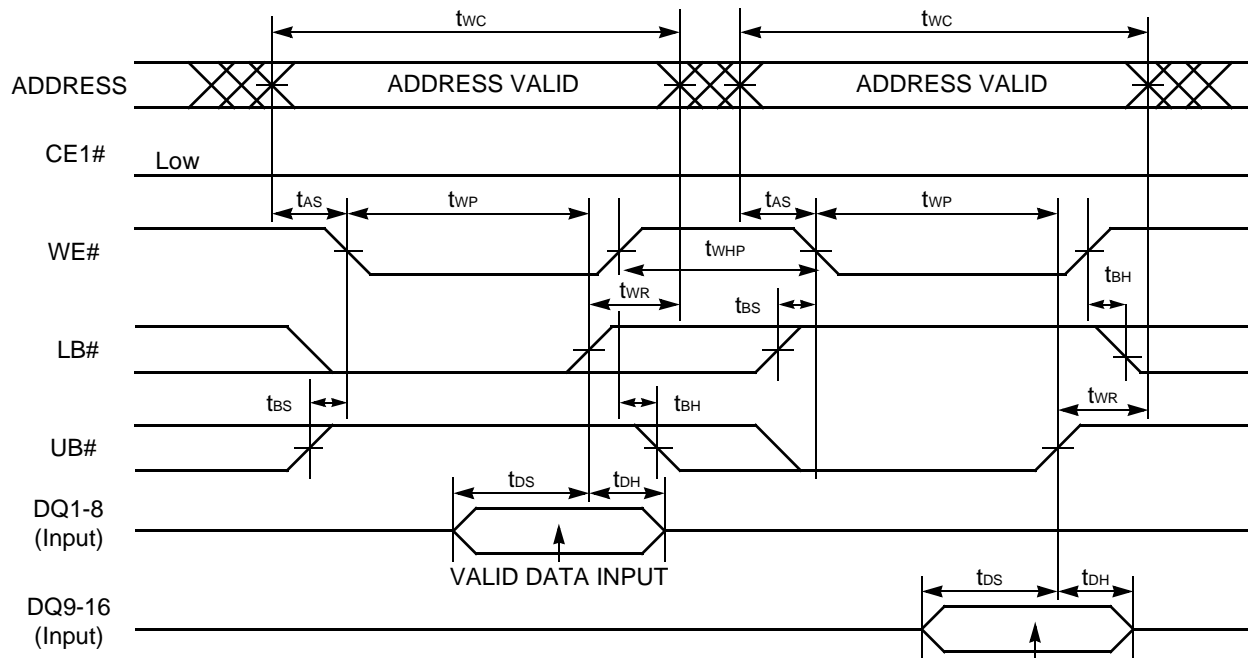 tWC tWC
ADDRESS ADDRESS VALID ADDRESS VALID
CE1# Low
tAS tWP tAS tWP
WE#
tWHP
tBH
tWR
tBS
LB#
tWR
tBS tBH
UB#
tDS tDH
DQ1-8
(Input)
VALID DATA INPUT
tDS tDH
DQ9-16
(Input)